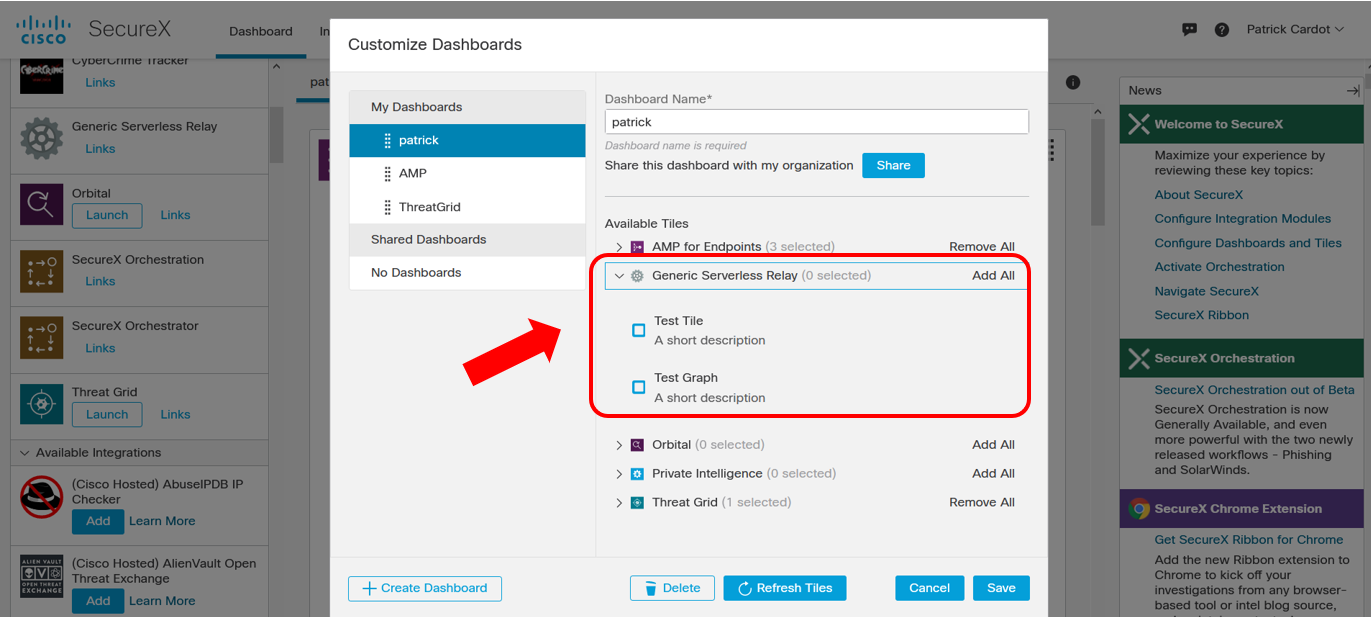 CISCO
SecureX
Dashboard
In
Patrick Cardot
CyberCrime Tracker
Links
Generic Serverless Relay
Links
Orbital
Launch
Links
SecureX Orchestration
Links
SecureX Orchestrator
Links
Threat Grid
Launch
Links
Available Integrations
(Cisco Hosted) AbuseIPDB IP
Checker
Add
Learn More
ALIEN VAULT
OPEN THREAT
EXCHANGE
(Cisco Hosted) AlienVault Open
Threat Exchange
Add
Learn More
pat
Customize Dashboards
My Dashboards
patrick
AMP
ThreatGrid
Shared Dashboards
No Dashboards
Dashboard Name*
patrick
Dashboard name is required
Share this dashboard with my organization
Share
Available Tiles
AMP for Endpoints (3 selected)
Remove All
Generic Serverless Relay (0 selected)
Add All
Test Tile
A short description
Test Graph
A short description
Orbital (0 selected)
Add All
Private Intelligence (0 selected)
Add All
Threat Grid (1 selected)
Remove All
Create Dashboard
Delete
Refresh Tiles
Cancel
Save
News
Welcome to SecureX
Maximize your experience by
reviewing these key topics:
About SecureX
Configure Integration Modules
Configure Dashboards and Tiles
Activate Orchestration
Navigate SecureX
SecureX Ribbon
SecureX Orchestration
SecureX Orchestration out of Beta
SecureX Orchestration is now
Generally Available, and even
more powerful with the two newly
released workflows - Phishing
and SolarWinds.
SecureX Chrome Extension
Get SecureX Ribbon for Chrome
Add the new Ribbon extension to
Chrome to kick off your
investigations from any browser-
based tool or intel blog source,